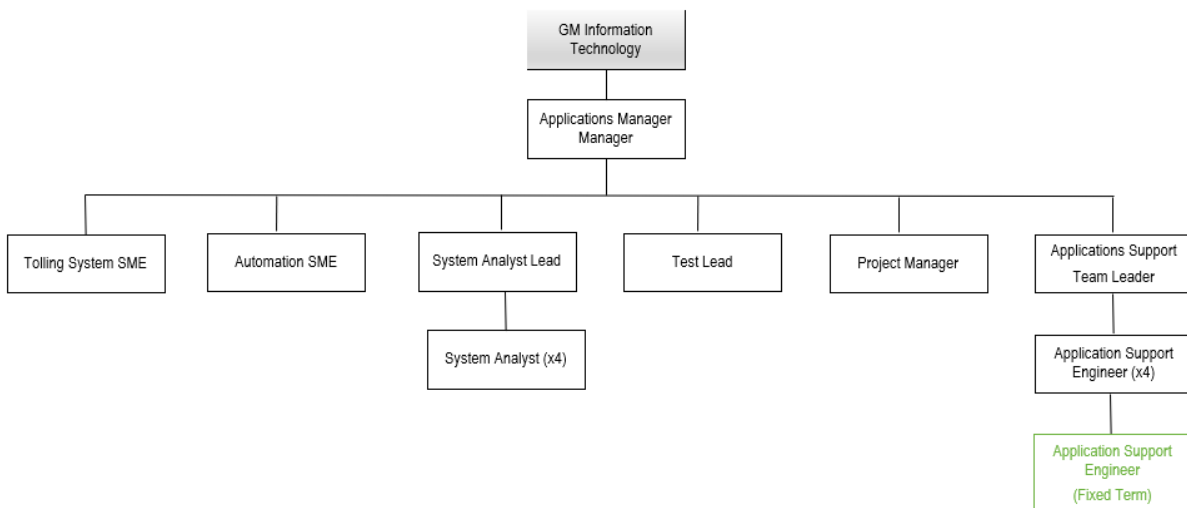 GM Information
Technology
Applications Manager
Manager
Tolling System SME
Automation SME
System Analyst Lead
Test Lead
Project Manager
Applications Support
Team Leader
System Analyst (x4)
Application Support
Engineer (x4)
Application Support
Engineer
(Fixed Term)